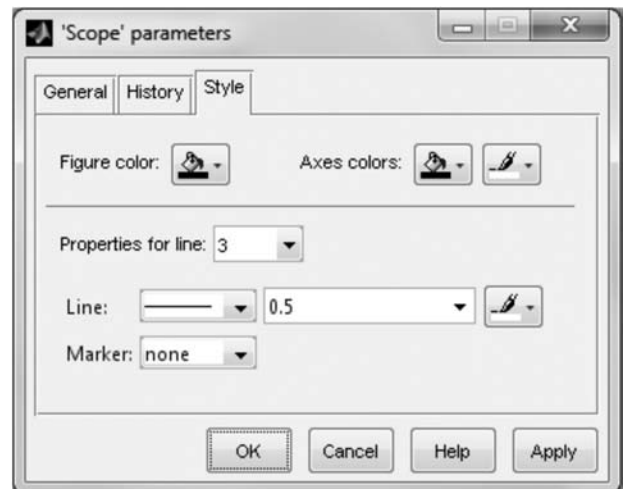 'Scope' parameters
General History Style
Figure color: Axes colors:
Properties for line: 3
Line: 0.5
Marker: none
OK Cancel Help Apply